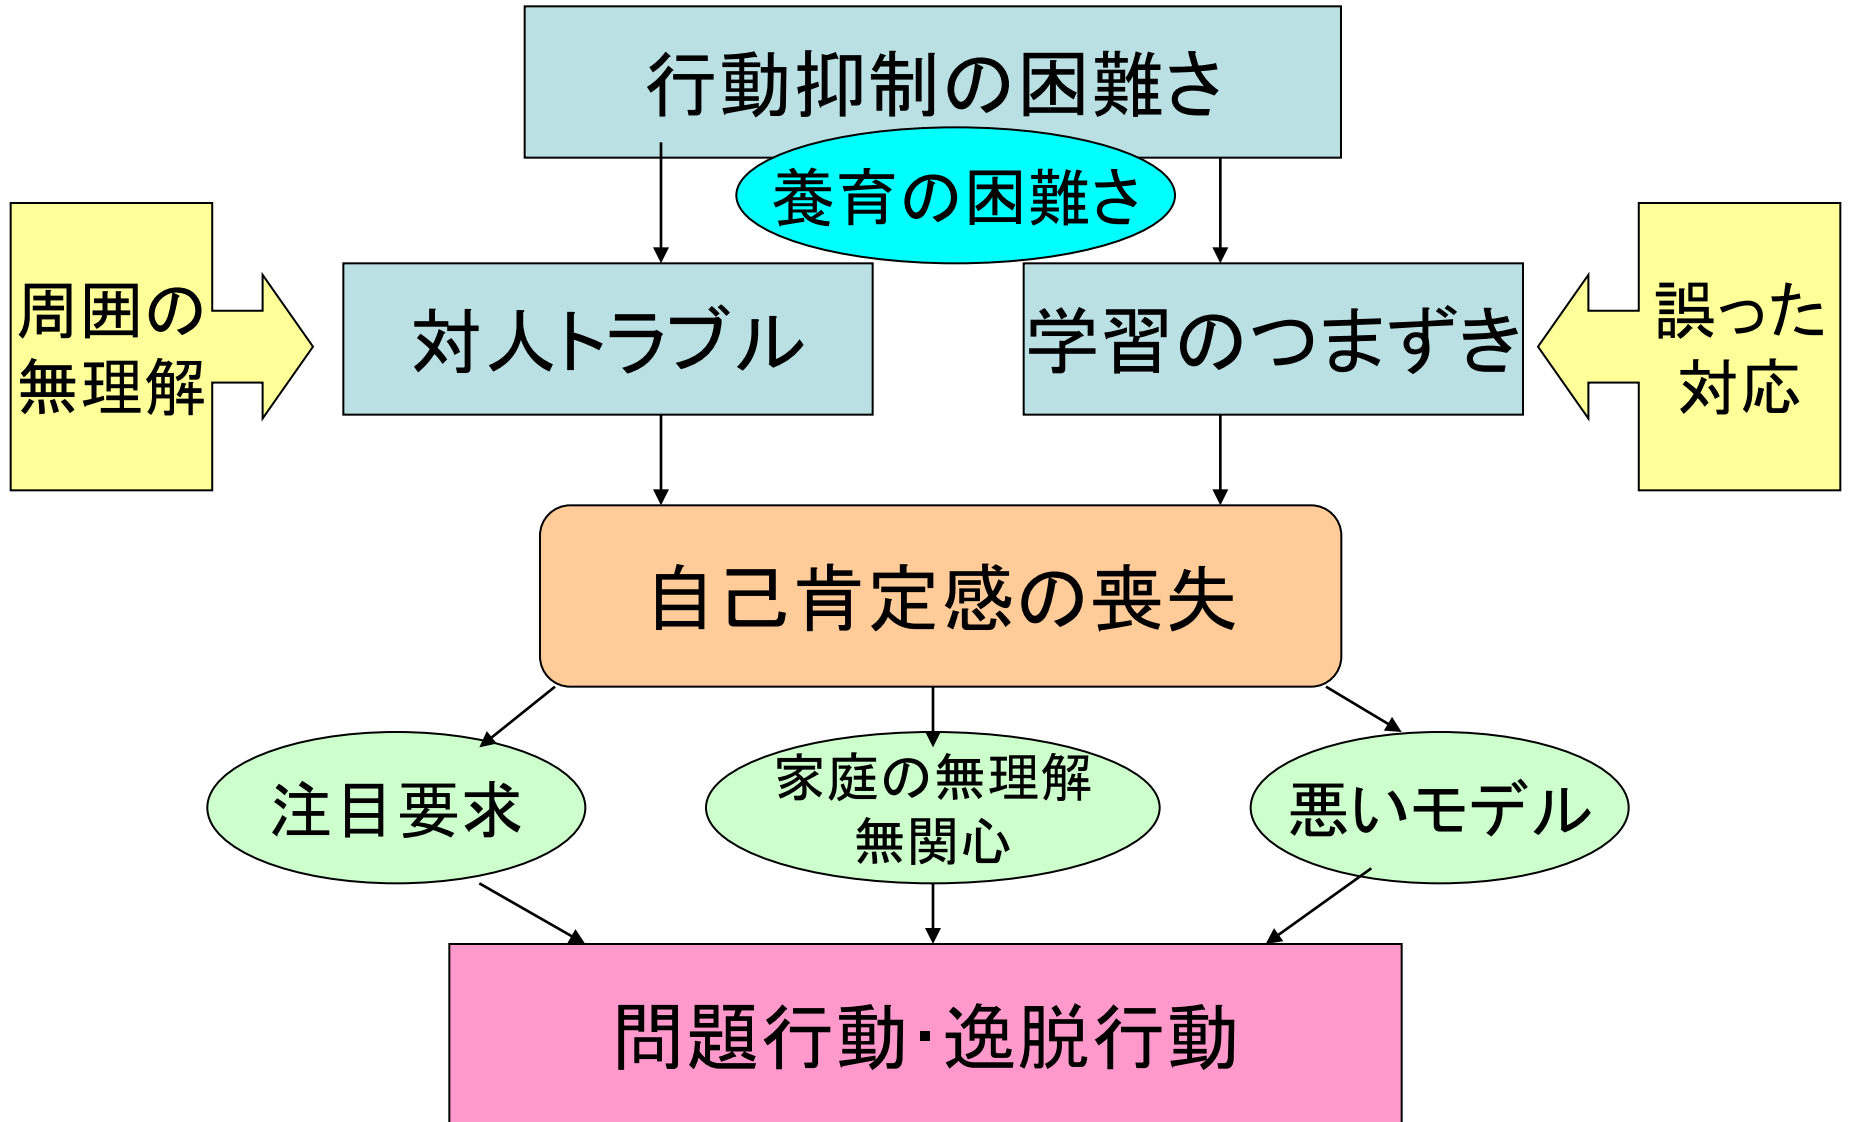 行動抑制の困難さ
養育の困難さ
周囲の
無理解
対人トラブル
学習のつまずき
誤った
対応
自己肯定感の喪失
注目要求
家庭の無理解
無関心
悪いモデル
問題行動・逸脱行動